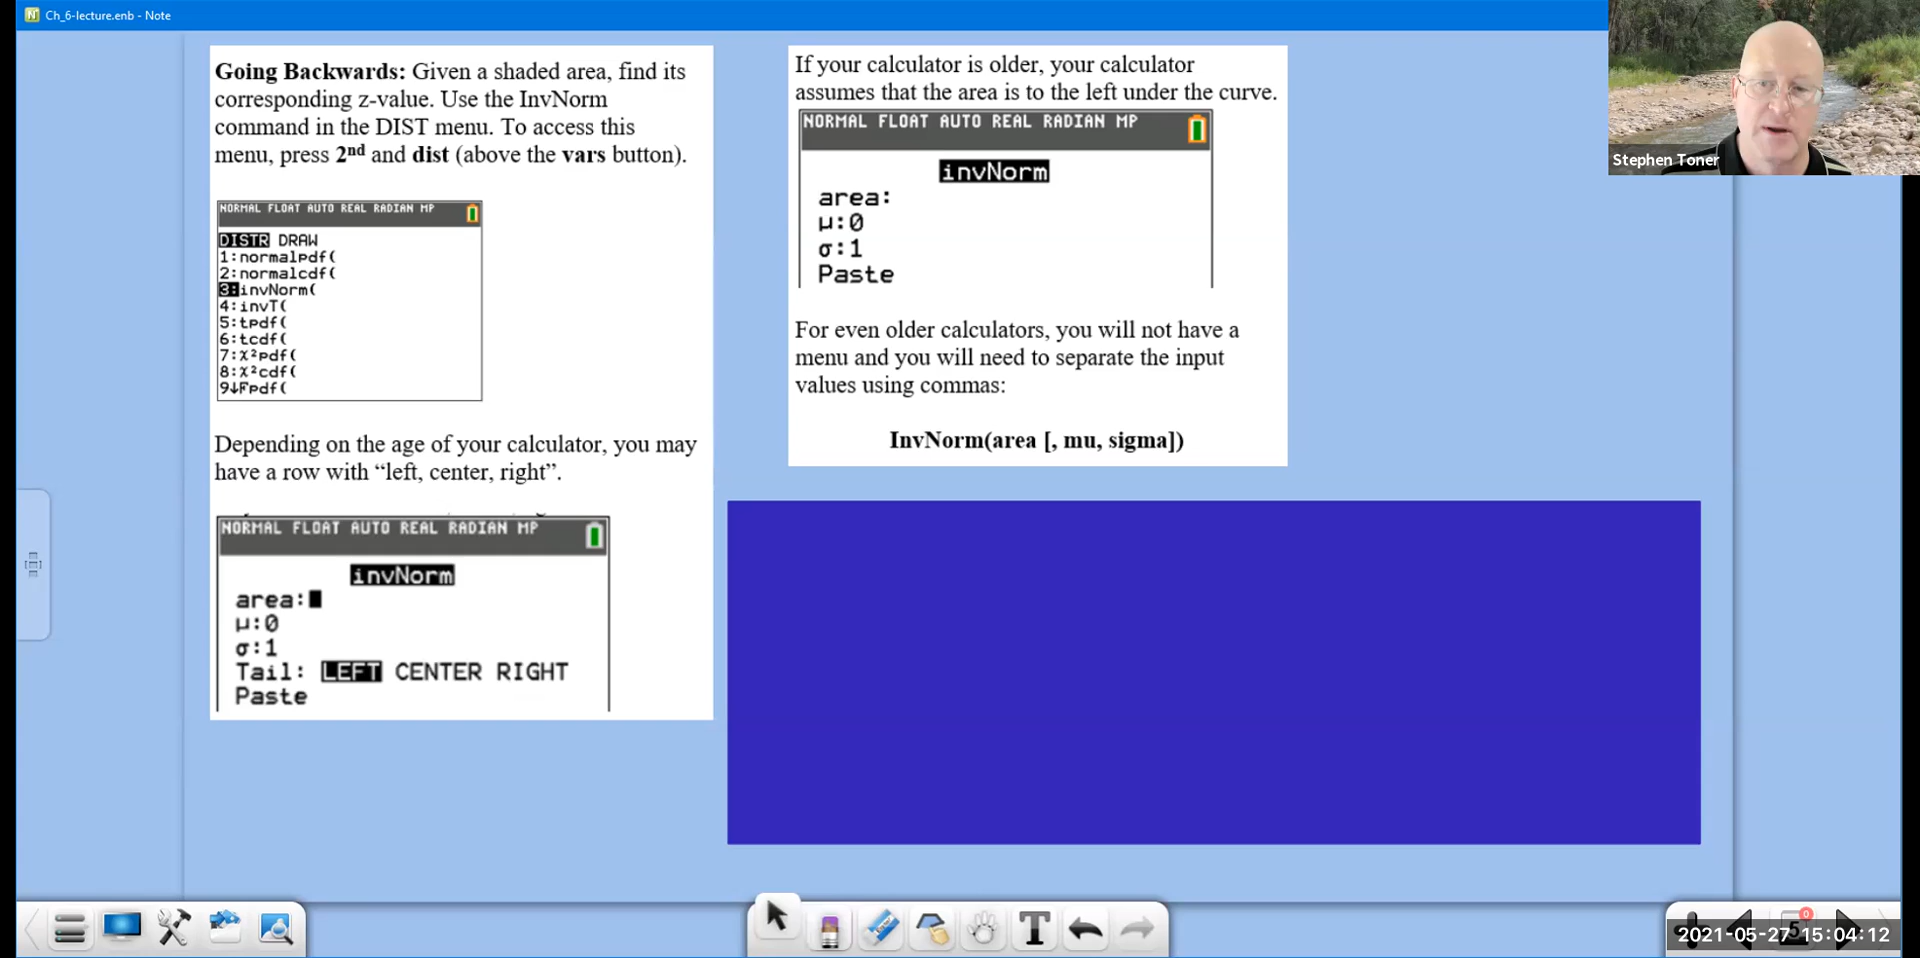 Ch_6-lecture.enb - Note
Going Backwards: Given a shaded area, find its
corresponding z-value. Use the InvNorm
command in the DIST menu. To access this
menu, press 2nd and dist (above the vars button).
NORMAL FLOAT AUTO REAL RADIAN MP
DISTR DRAW
1:normalpdf(
2:normalcdf(
3:invNorm(
4:invT(
5:tpdf(
6:tcdf(
7:χ²pdf(
8:χ²cdf(
9↓Fpdf(
Depending on the age of your calculator, you may
have a row with “left, center, right”.
NORMAL FLOAT AUTO REAL RADIAN MP
invNorm
area:
μ:0
σ:1
Tail: LEFT CENTER RIGHT
Paste
If your calculator is older, your calculator
assumes that the area is to the left under the curve.
NORMAL FLOAT AUTO REAL RADIAN MP
invNorm
area:
μ:0
σ:1
Paste
For even older calculators, you will not have a
menu and you will need to separate the input
values using commas:
InvNorm(area [, mu, sigma])
Stephen Toner
T
5
0
2021-05-27 15:04:12